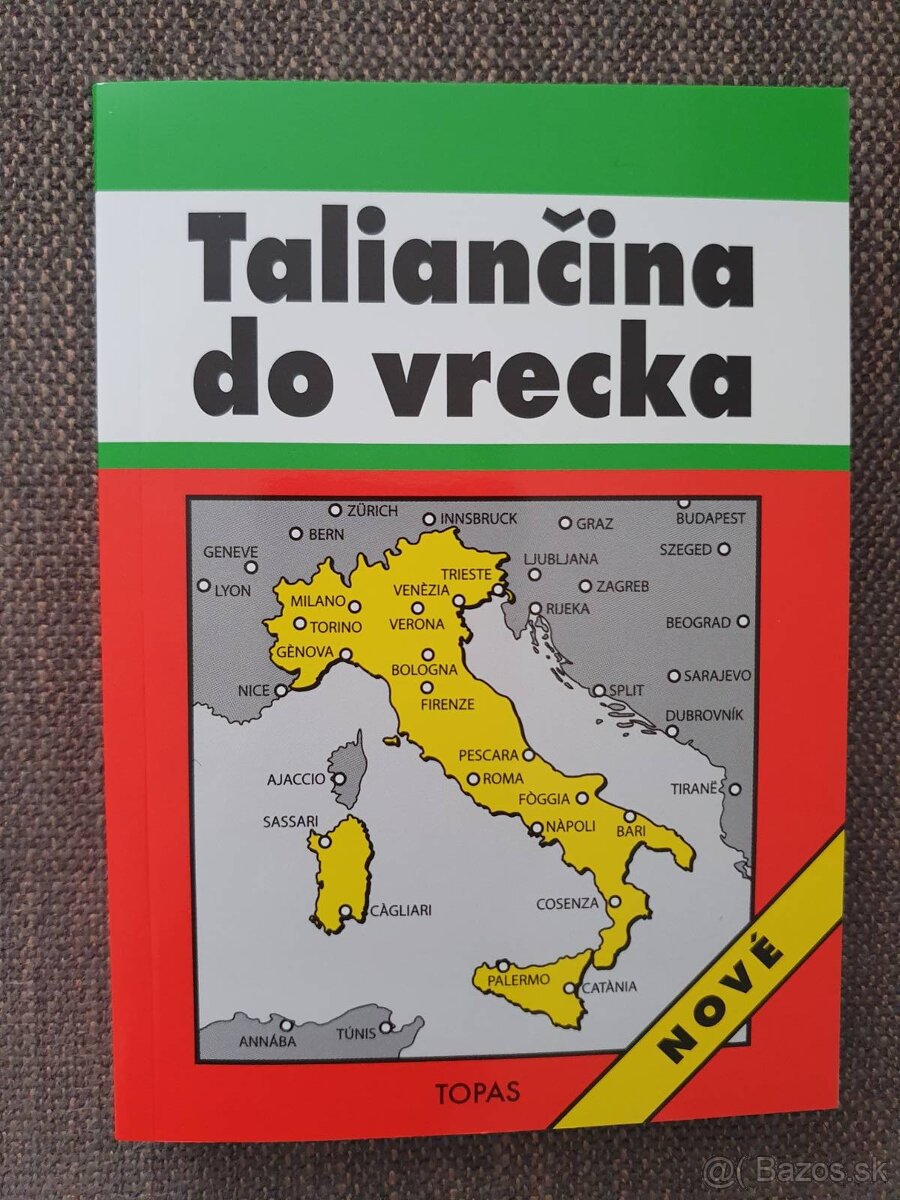 Taliančina
do vrecka
ZÜRICH
INNSBRUCK
GRAZ
BUDAPEST
BERN
GENEVE
LJUBLJANA
SZEGED
LYON
TRIESTE
VENÈZIA
ZAGREB
MILANO
RIJEKA
TORINO
VERONA
BEOGRAD
GÈNOVA
BOLOGNA
SARAJEVO
NICE
FIRENZE
SPLIT
DUBROVNÍK
PESCARA
AJACCIO
ROMA
TIRANË
FÒGGIA
SASSARI
NÀPOLI
BARI
CÀGLIARI
COSENZA
PALERMO
CATÀNIA
ANNÁBA
TÚNIS
NOVÉ
TOPAS
@( Bazos.sk